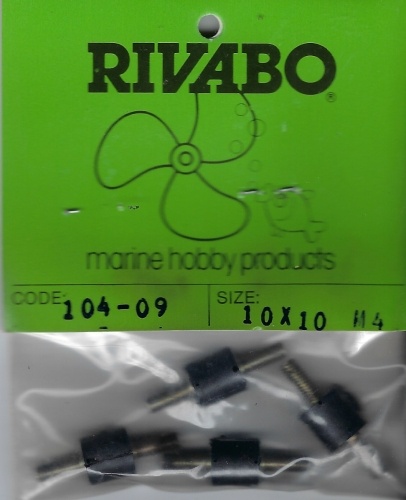 RIVABO®
marine hobby products
CODE: 104-09
SIZE: 10X10 M4